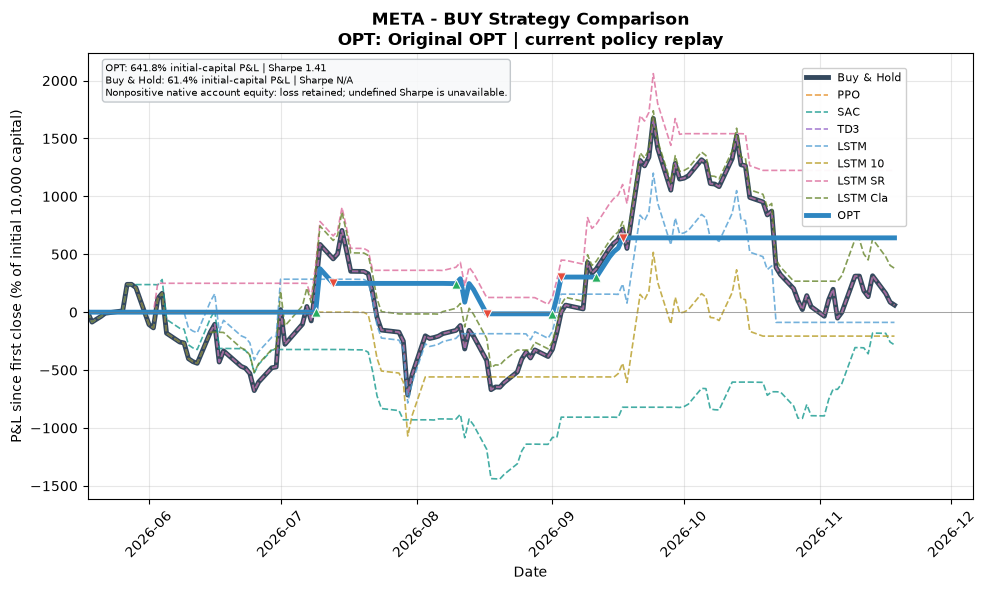 META - BUY Strategy Comparison
OPT: Original OPT | current policy replay
OPT: 641.8% initial-capital P&L | Sharpe 1.41
Buy & Hold: 61.4% initial-capital P&L | Sharpe N/A
Nonpositive native account equity: loss retained; undefined Sharpe is unavailable.
Buy & Hold
PPO
SAC
TD3
LSTM
LSTM 10
LSTM SR
LSTM Cla
OPT
P&L since first close (% of initial 10,000 capital)
2000
1500
1000
500
0
−500
−1000
−1500
2026-06
2026-07
2026-08
2026-09
2026-10
2026-11
2026-12
Date